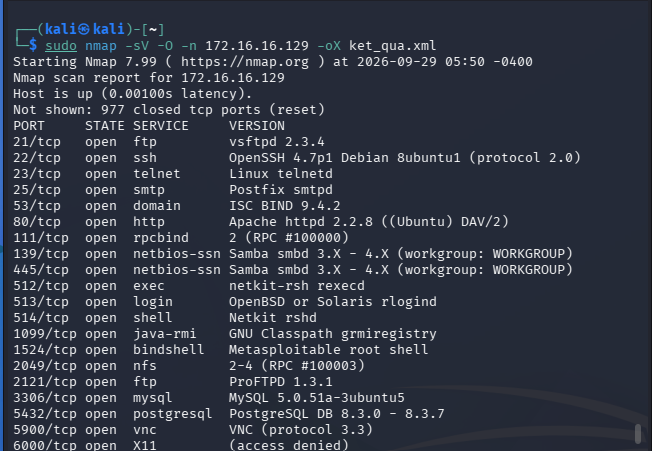 ┌──(kali㉿kali)-[~]
└─$ sudo nmap -sV -O -n 172.16.16.129 -oX ket_qua.xml
Starting Nmap 7.99 ( https://nmap.org ) at 2026-09-29 05:50 -0400
Nmap scan report for 172.16.16.129
Host is up (0.00100s latency).
Not shown: 977 closed tcp ports (reset)
PORT     STATE SERVICE     VERSION
21/tcp   open  ftp         vsftpd 2.3.4
22/tcp   open  ssh         OpenSSH 4.7p1 Debian 8ubuntu1 (protocol 2.0)
23/tcp   open  telnet      Linux telnetd
25/tcp   open  smtp        Postfix smtpd
53/tcp   open  domain      ISC BIND 9.4.2
80/tcp   open  http        Apache httpd 2.2.8 ((Ubuntu) DAV/2)
111/tcp  open  rpcbind     2 (RPC #100000)
139/tcp  open  netbios-ssn Samba smbd 3.X - 4.X (workgroup: WORKGROUP)
445/tcp  open  netbios-ssn Samba smbd 3.X - 4.X (workgroup: WORKGROUP)
512/tcp  open  exec        netkit-rsh rexecd
513/tcp  open  login       OpenBSD or Solaris rlogind
514/tcp  open  shell       Netkit rshd
1099/tcp open  java-rmi    GNU Classpath grmiregistry
1524/tcp open  bindshell   Metasploitable root shell
2049/tcp open  nfs         2-4 (RPC #100003)
2121/tcp open  ftp         ProFTPD 1.3.1
3306/tcp open  mysql       MySQL 5.0.51a-3ubuntu5
5432/tcp open  postgresql  PostgreSQL DB 8.3.0 - 8.3.7
5900/tcp open  vnc         VNC (protocol 3.3)
6000/tcp open  X11         (access denied)